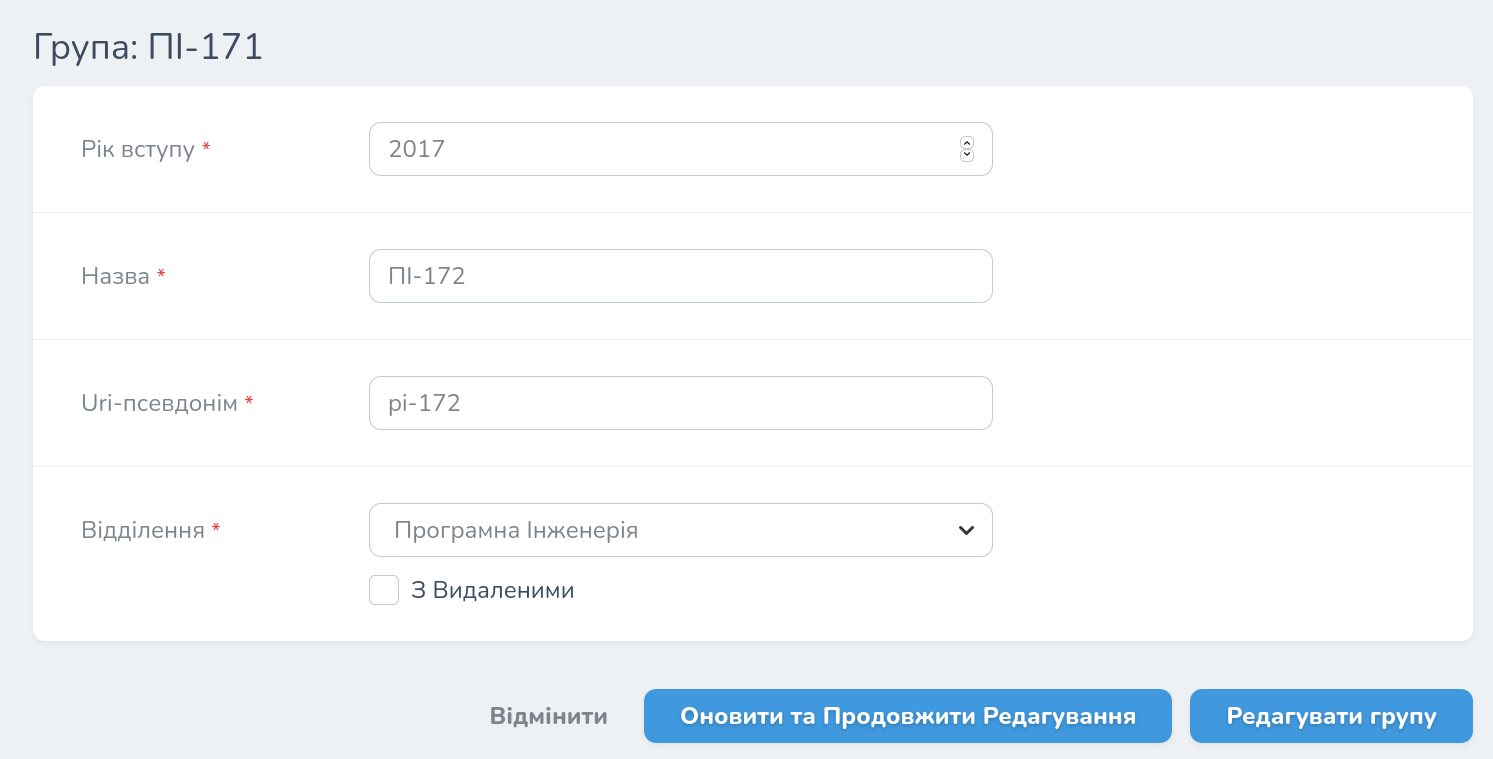 Група: ПІ-171
Рік вступу *
2017
Назва *
ПІ-172
Uri-псевдонім *
pi-172
Відділення *
Програмна Інженерія
З Видаленими
Відмінити
Оновити та Продовжити Редагування
Редагувати групу